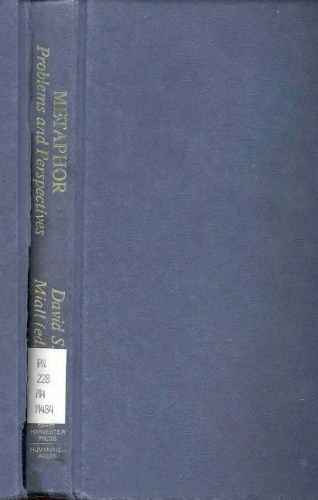 METAPHOR
Problems and Perspectives
David S.
Miall (ed
PN
228
M4
M484
HARVESTER
PRESS
HUMANITIES
PRESS